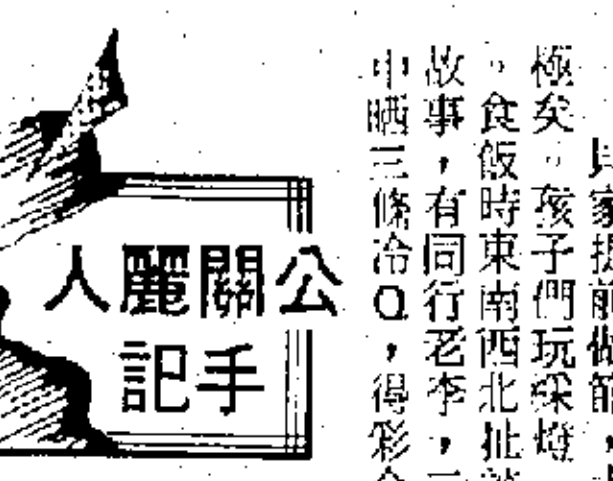 家提前做節，
極矣。孩子們玩綵燈
。食飯時東南西北扯
故事，有同行老李，
中晒三條冷Q，得彩
公關麗人
手記